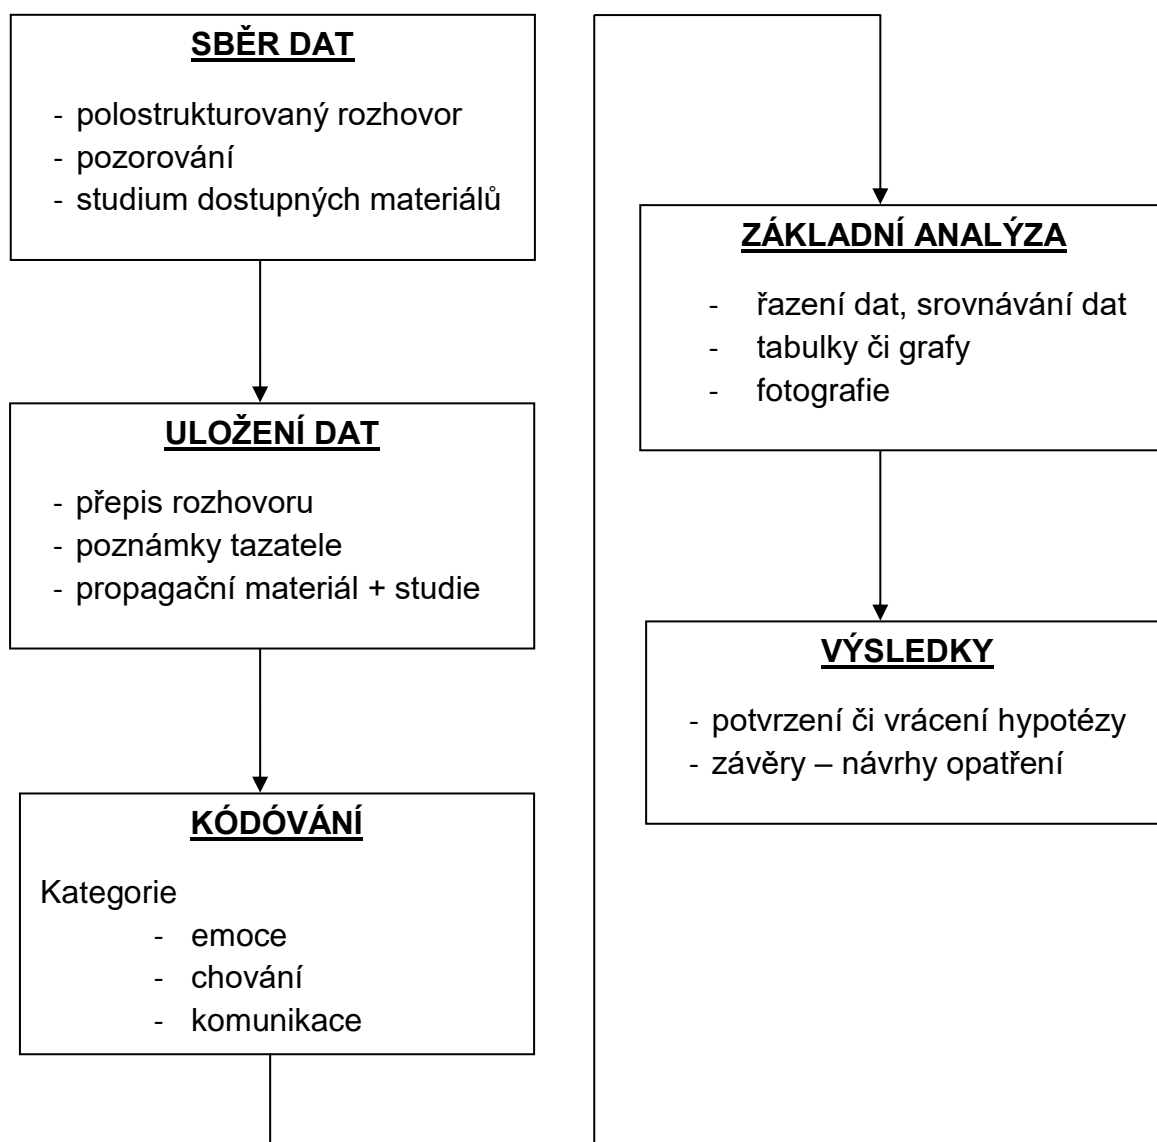 SBĚR DAT
- polostrukturovaný rozhovor
- pozorování
- studium dostupných materiálů
ULOŽENÍ DAT
- přepis rozhovoru
- poznámky tazatele
- propagační materiál + studie
KÓDÓVÁNÍ
Kategorie
- emoce
- chování
- komunikace
ZÁKLADNÍ ANALÝZA
- řazení dat, srovnávání dat
- tabulky či grafy
- fotografie
VÝSLEDKY
- potvrzení či vrácení hypotézy
- závěry – návrhy opatření